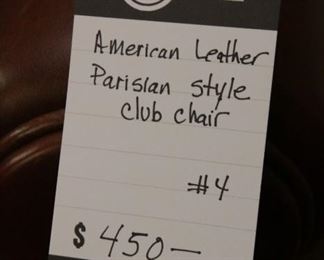 American Leather
Parisian style
club chair
#4
$ 450—